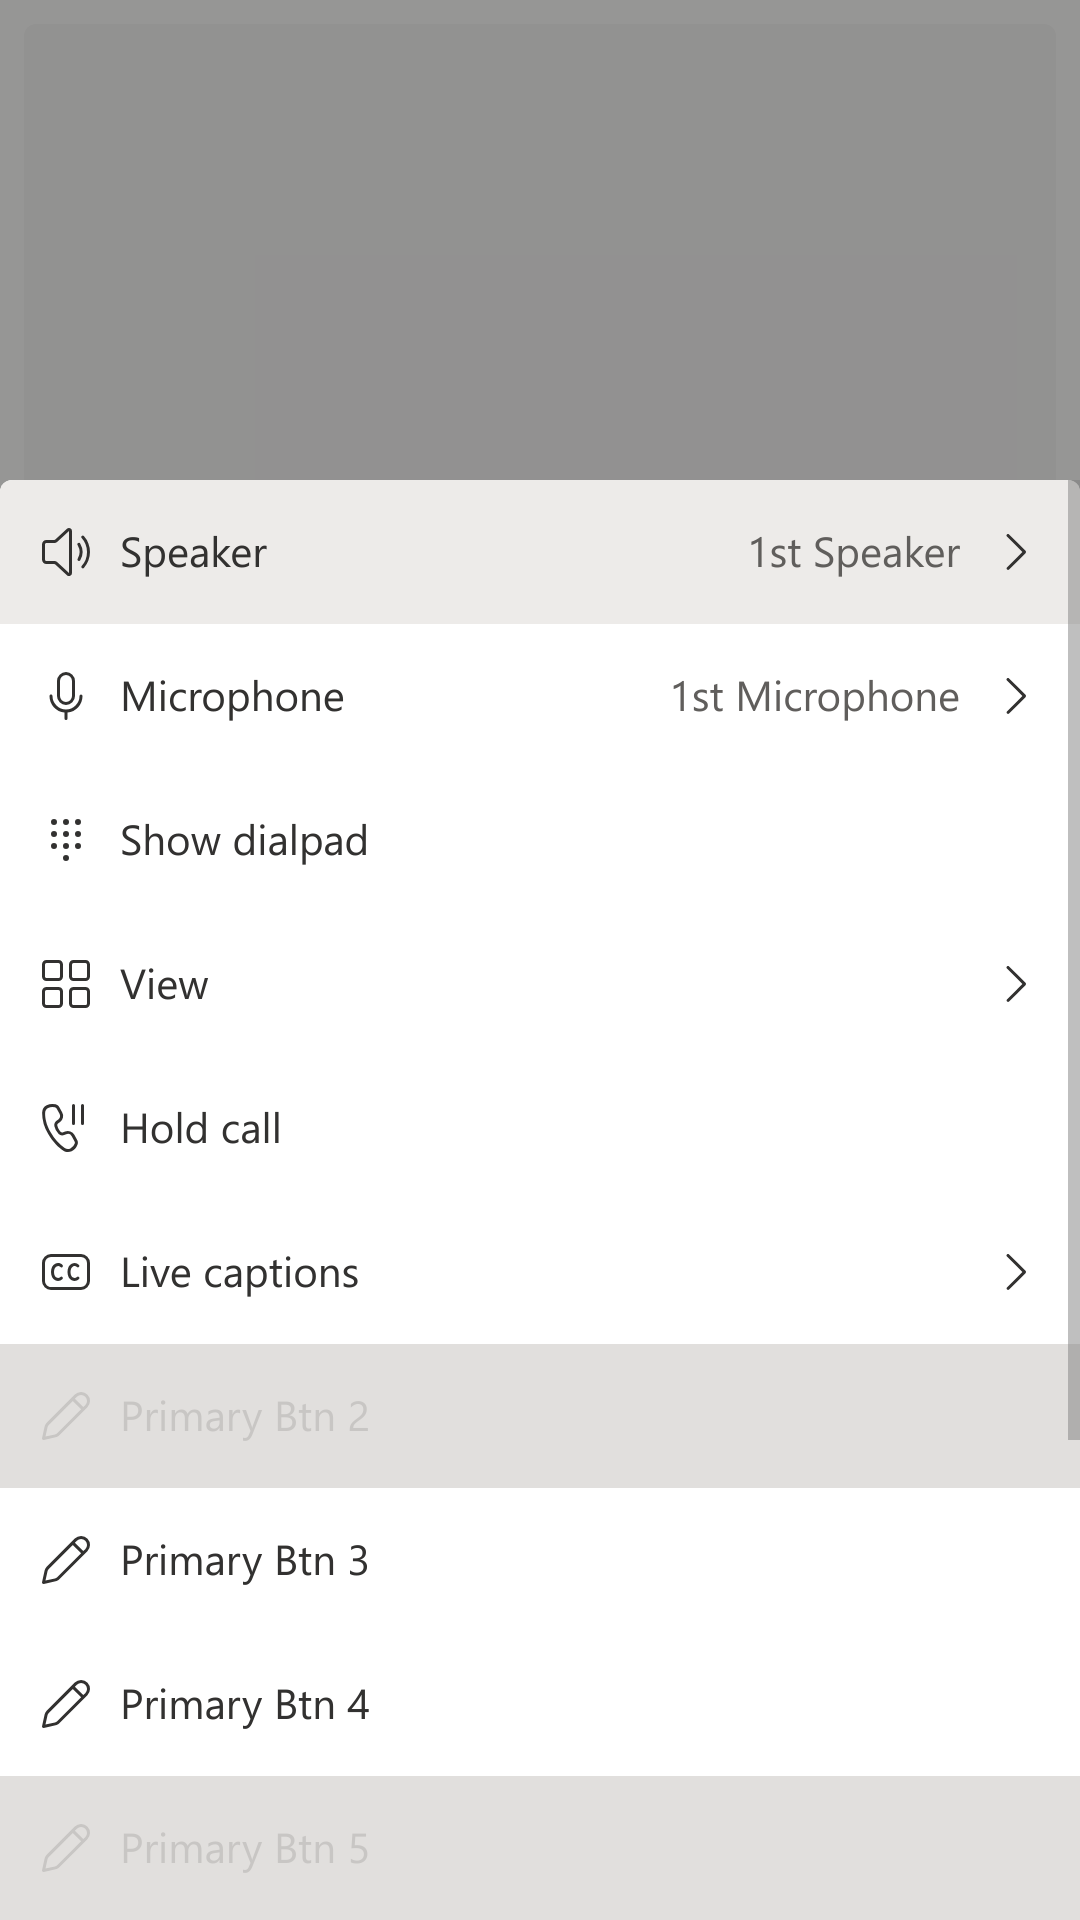 Speaker 1st Speaker
Microphone 1st Microphone
Show dialpad
View
Hold call
CC Live captions
Primary Btn 2
Primary Btn 3
Primary Btn 4
Primary Btn 5